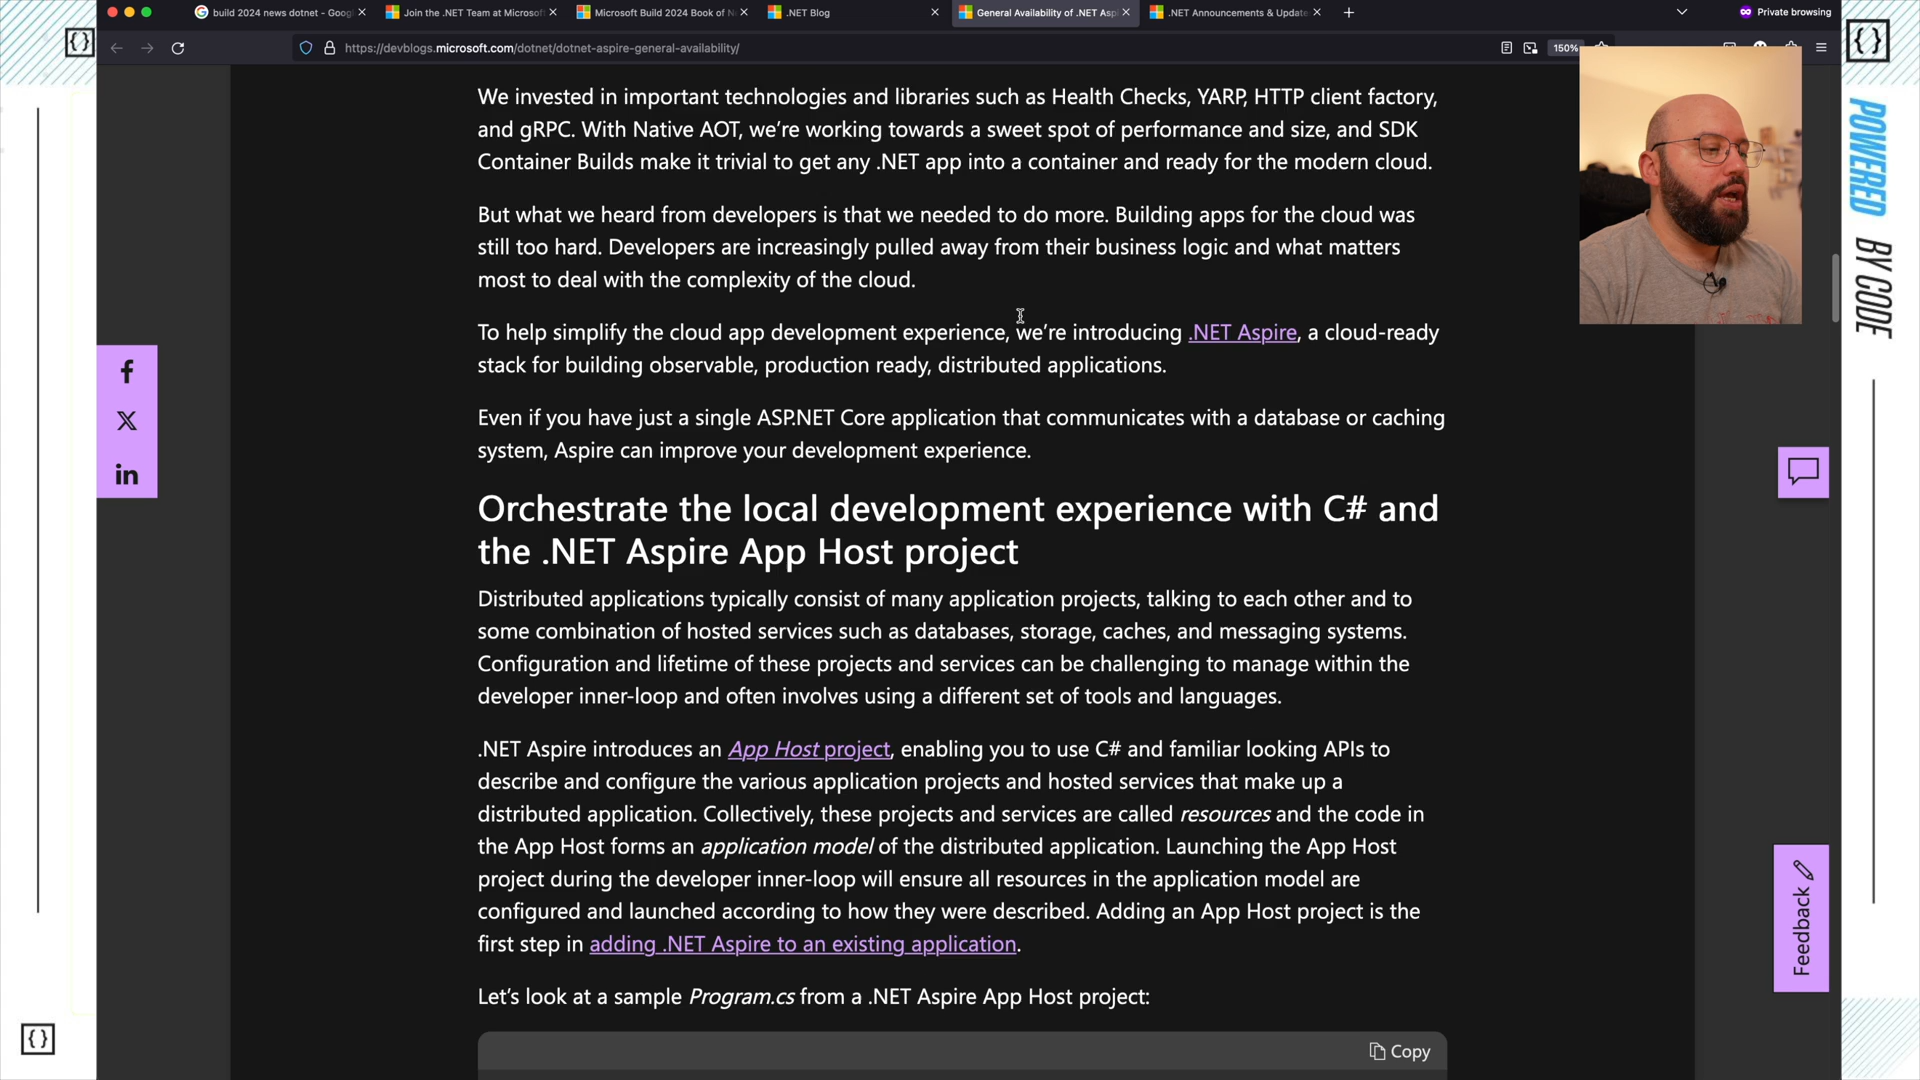 build 2024 news dotnet - Goog
Join the .NET Team at Microsof
Microsoft Build 2024 Book of N
.NET Blog
General Availability of .NET Asp
.NET Announcements & Update
Private browsing
https://devblogs.microsoft.com/dotnet/dotnet-aspire-general-availability/
150%
We invested in important technologies and libraries such as Health Checks, YARP, HTTP client factory,
and gRPC. With Native AOT, we're working towards a sweet spot of performance and size, and SDK
Container Builds make it trivial to get any .NET app into a container and ready for the modern cloud.
But what we heard from developers is that we needed to do more. Building apps for the cloud was
still too hard. Developers are increasingly pulled away from their business logic and what matters
most to deal with the complexity of the cloud.
To help simplify the cloud app development experience, we're introducing .NET Aspire, a cloud-ready
stack for building observable, production ready, distributed applications.
Even if you have just a single ASP.NET Core application that communicates with a database or caching
system, Aspire can improve your development experience.
Orchestrate the local development experience with C# and
the .NET Aspire App Host project
Distributed applications typically consist of many application projects, talking to each other and to
some combination of hosted services such as databases, storage, caches, and messaging systems.
Configuration and lifetime of these projects and services can be challenging to manage within the
developer inner-loop and often involves using a different set of tools and languages.
.NET Aspire introduces an App Host project, enabling you to use C# and familiar looking APIs to
describe and configure the various application projects and hosted services that make up a
distributed application. Collectively, these projects and services are called resources and the code in
the App Host forms an application model of the distributed application. Launching the App Host
project during the developer inner-loop will ensure all resources in the application model are
configured and launched according to how they were described. Adding an App Host project is the
first step in adding .NET Aspire to an existing application.
Let's look at a sample Program.cs from a .NET Aspire App Host project:
Copy
Feedback
POWERED
BY CODE